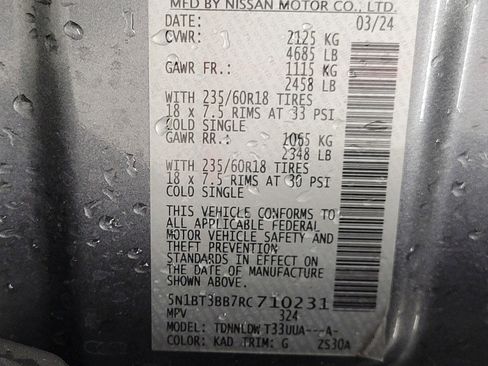 MFD BY NISSAN MOTOR CO., LTD.
DATE: 03/24
GVWR: 2125 KG
4685 LB
GAWR FR.: 1115 KG
2458 LB
WITH 235/60R18 TIRES
18 x 7.5 RIMS AT 33 PSI
COLD SINGLE
GAWR RR.: 1065 KG
2348 LB
WITH 235/60R18 TIRES
18 x 7.5 RIMS AT 30 PSI
COLD SINGLE
THIS VEHICLE CONFORMS TO
ALL APPLICABLE FEDERAL
MOTOR VEHICLE SAFETY AND
THEFT PREVENTION
STANDARDS IN EFFECT ON
THE DATE OF MANUFACTURE
SHOWN ABOVE.
5N1BT3BB7RC710231
MPV 324
MODEL: TDNNLDW T33UUA---A-
COLOR: KAD TRIM: G ZS30A